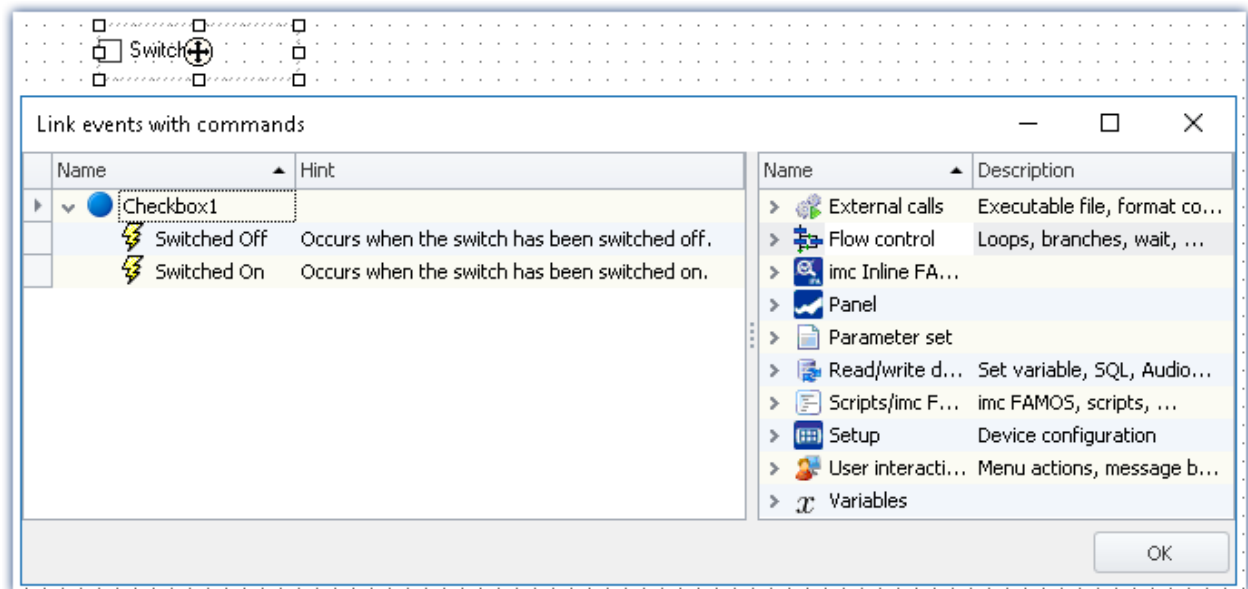 Switch
Link events with commands
Name Hint Name Description
Checkbox1 External calls Executable file, format co...
Switched Off Occurs when the switch has been switched off. Flow control Loops, branches, wait, ...
Switched On Occurs when the switch has been switched on. imc Inline FA...
Panel
Parameter set
Read/write d... Set variable, SQL, Audio...
Scripts/imc F... imc FAMOS, scripts, ...
Setup Device configuration
User interacti... Menu actions, message b...
x Variables
OK